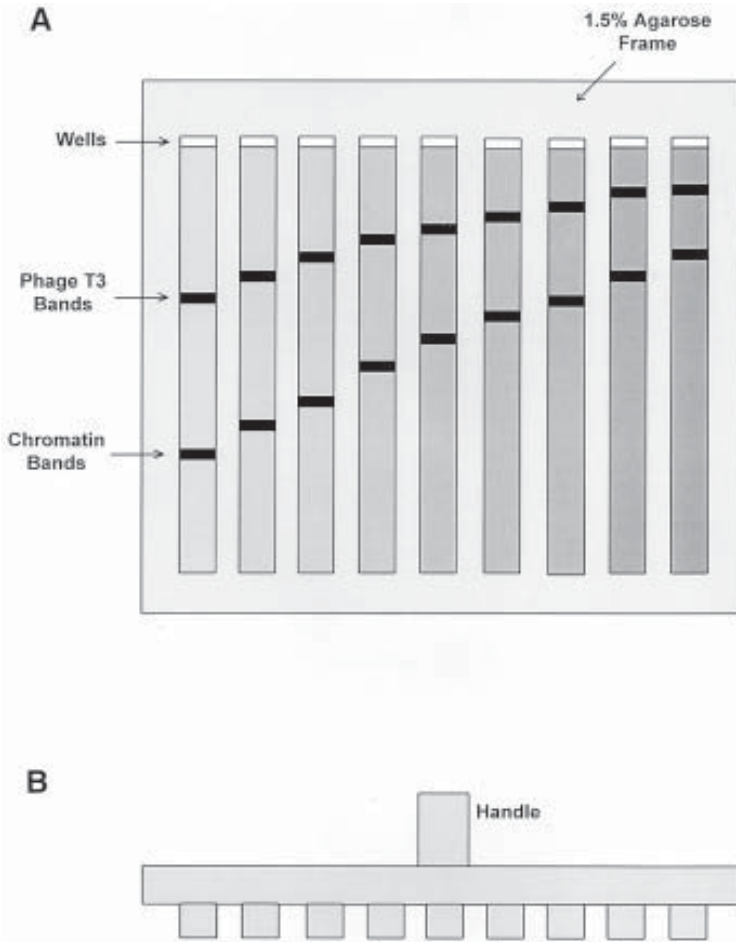 A
1.5% Agarose
Frame
Wells
Phage T3
Bands
Chromatin
Bands
B
Handle